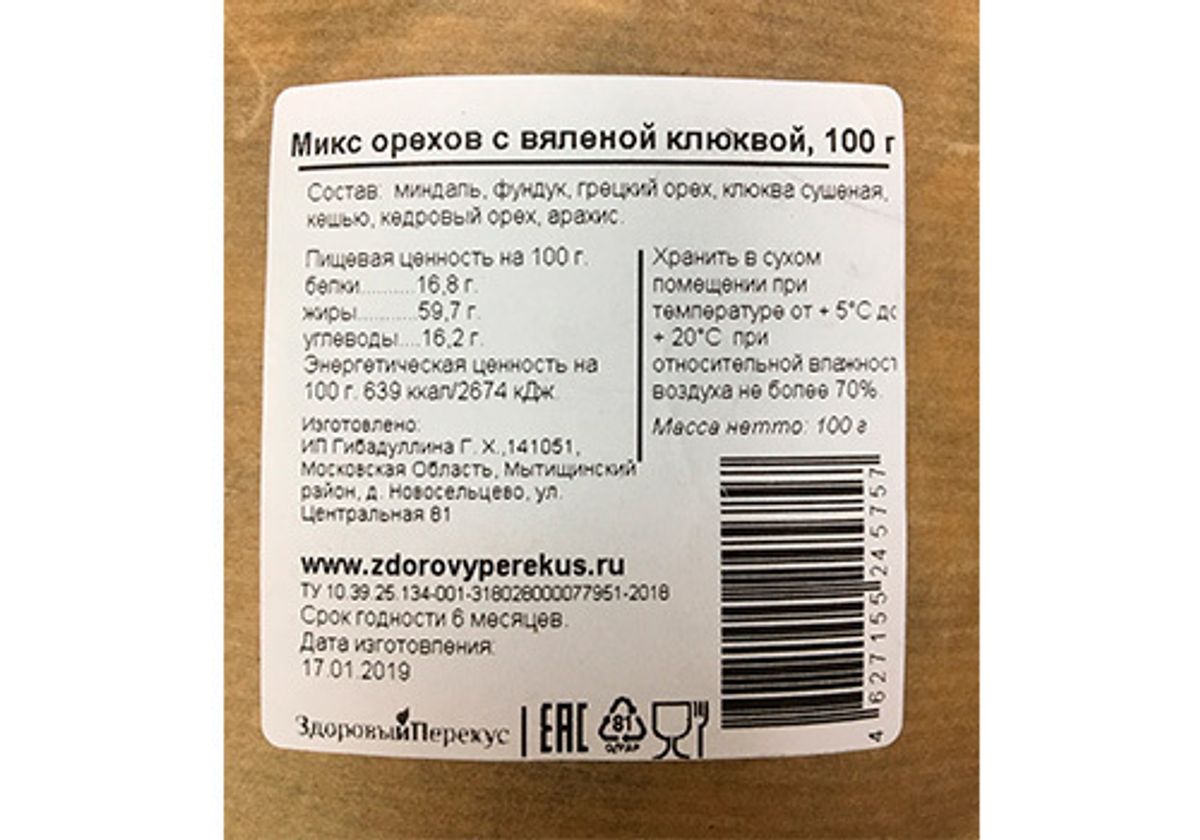 Микс орехов с вяленой клюквой, 100 г
Состав: миндаль, фундук, грецкий орех, клюква сушеная,
кешью, кедровый орех, арахис.
Пищевая ценность на 100 г.
белки..........16,8 г.
жиры...........59,7 г.
углеводы....16,2 г.
Энергетическая ценность на
100 г. 639 ккал/2674 кДж.
Изготовлено:
ИП Гибадуллина Г. Х.,141051,
Московская Область, Мытищинский
район, д. Новосельцево, ул.
Центральная 81
Хранить в сухом
помещении при
температуре от + 5°C до
+ 20°C при
относительной влажност
воздуха не более 70%.
Масса нетто: 100 г
www.zdorovyperekus.ru
ТУ 10.39.25.134-001-318028000077951-2018
Срок годности 6 месяцев.
Дата изготовления:
17.01.2019
ЗдоровыйПерекус
EAC
81
C/PAP
4 627155 245757